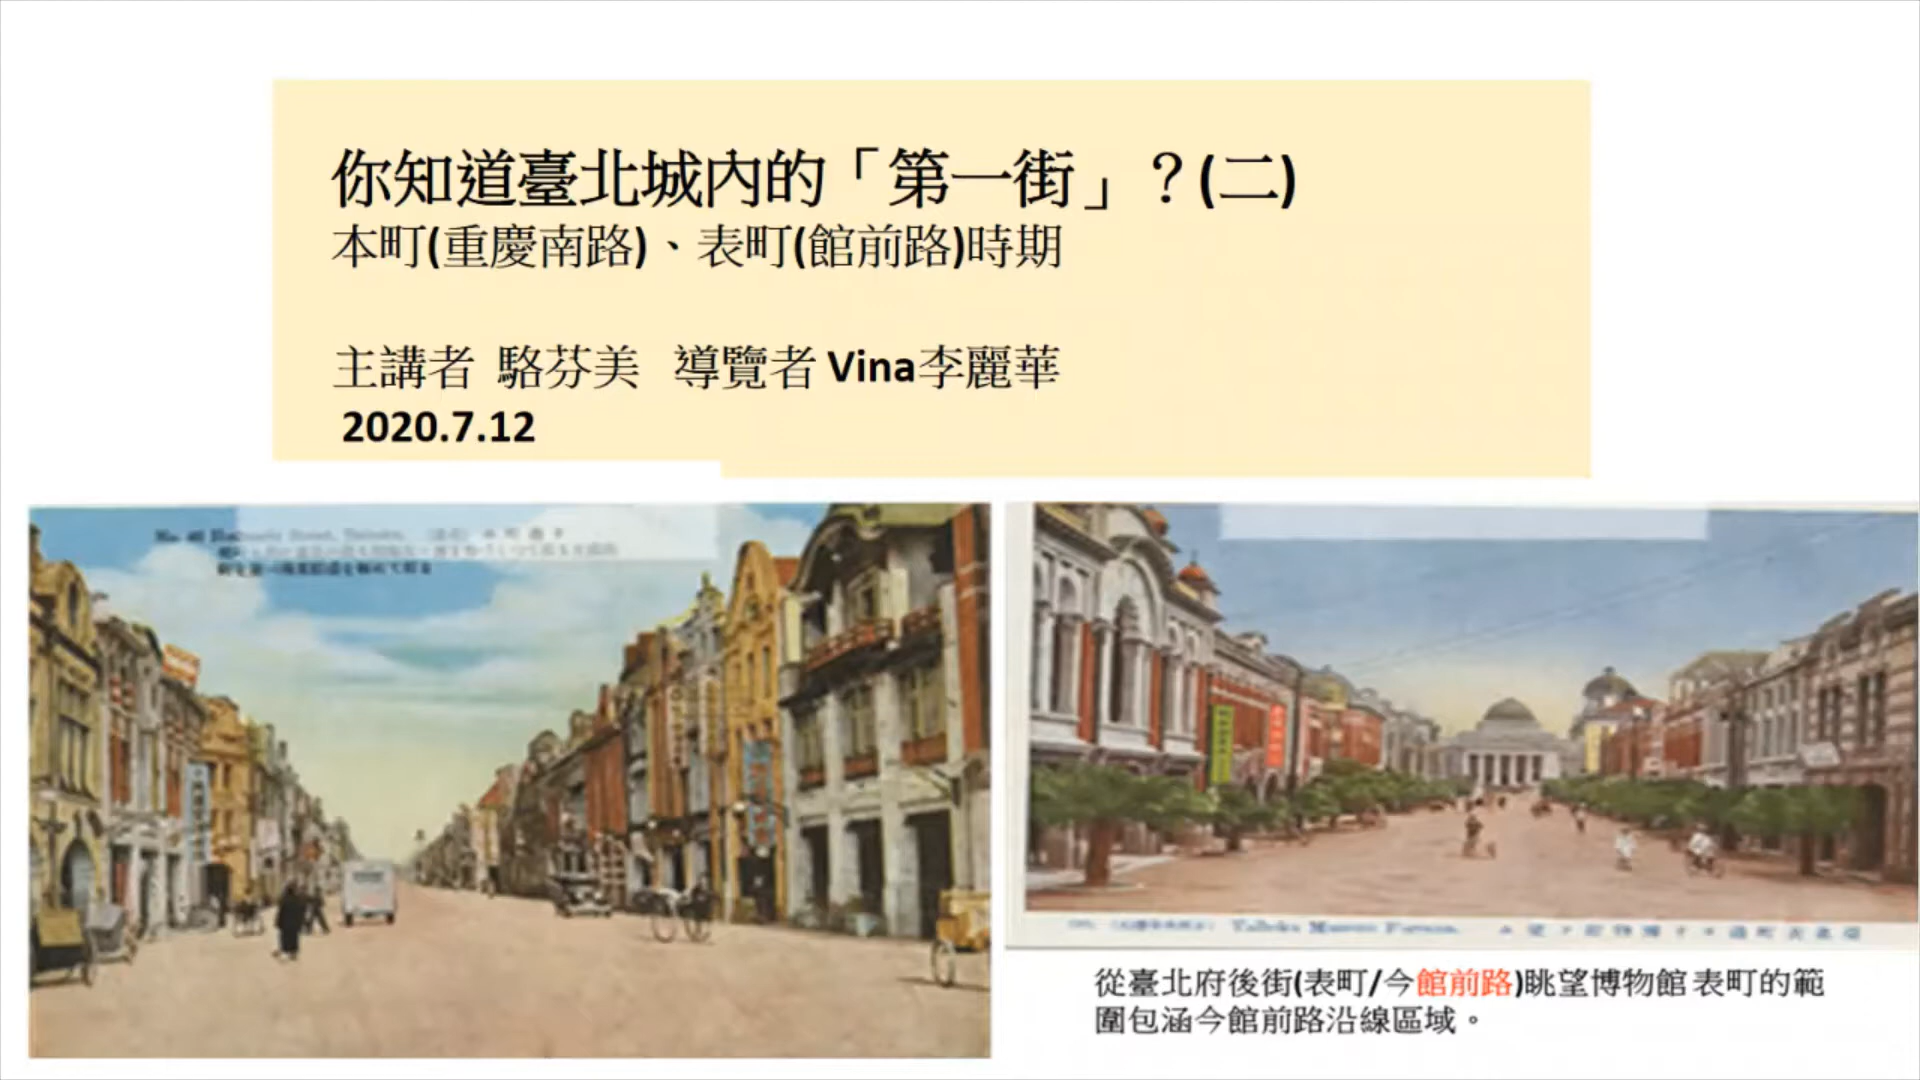 你知道臺北城內的「第一街」？(二)
本町(重慶南路)、表町(館前路)時期
主講者 駱芬美 導覽者 Vina李麗華
2020.7.12
Taihoku Museum Formosa.
從臺北府後街(表町/今館前路)眺望博物館 表町的範
圍包涵今館前路沿線區域。